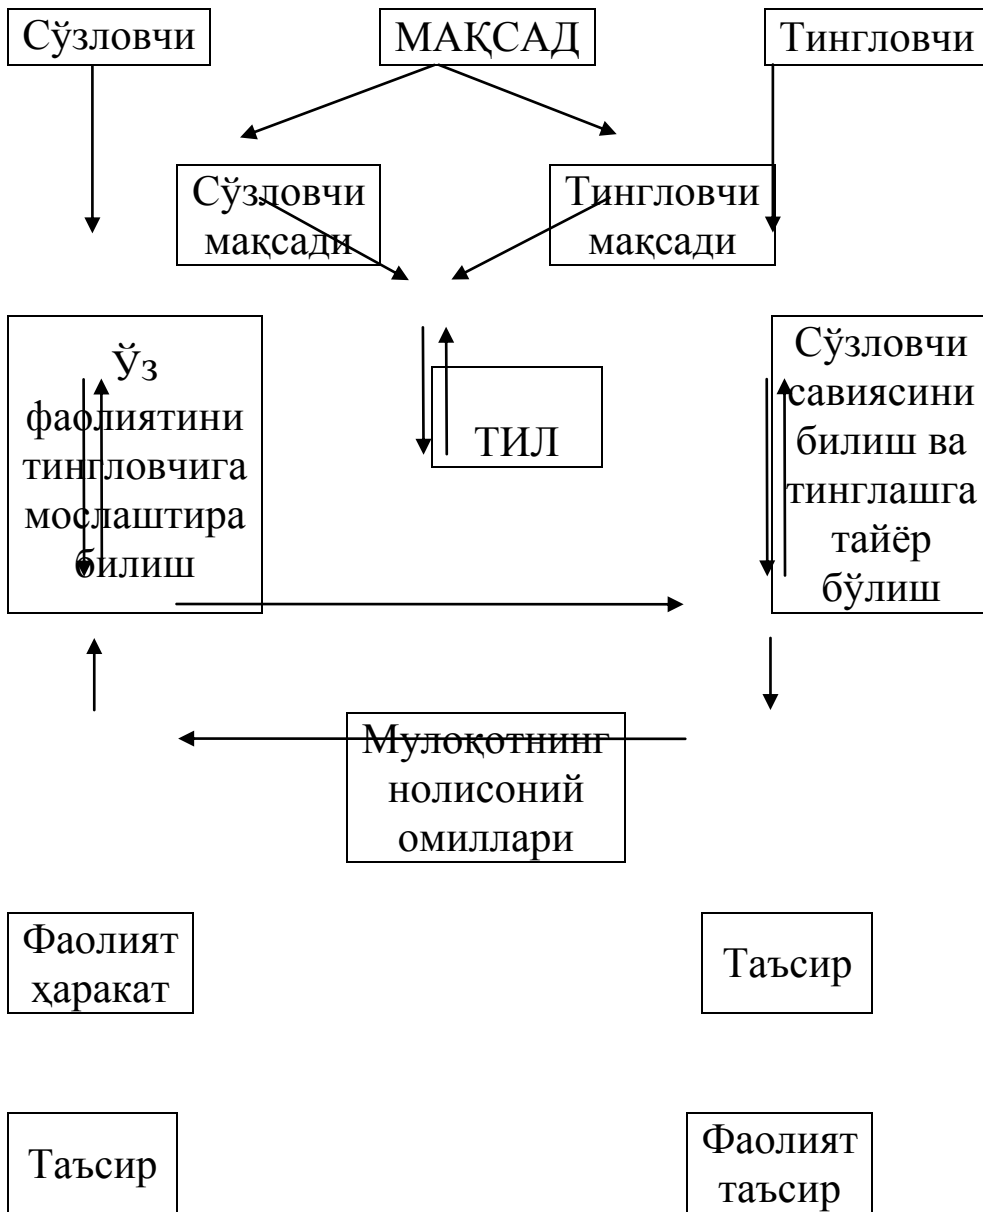 Сўзловчи
МАҚСАД
Тингловчи
Сўзловчи
мақсади
Тингловчи
мақсади
Ўз
фаолиятини
тингловчига
мослаштира
билиш
ТИЛ
Сўзловчи
савиясини
билиш ва
тинглашга
тайёр
бўлиш
Мулоқотнинг
нолисоний
омиллари
Фаолият
ҳаракат
Таъсир
Таъсир
Фаолият
таъсир